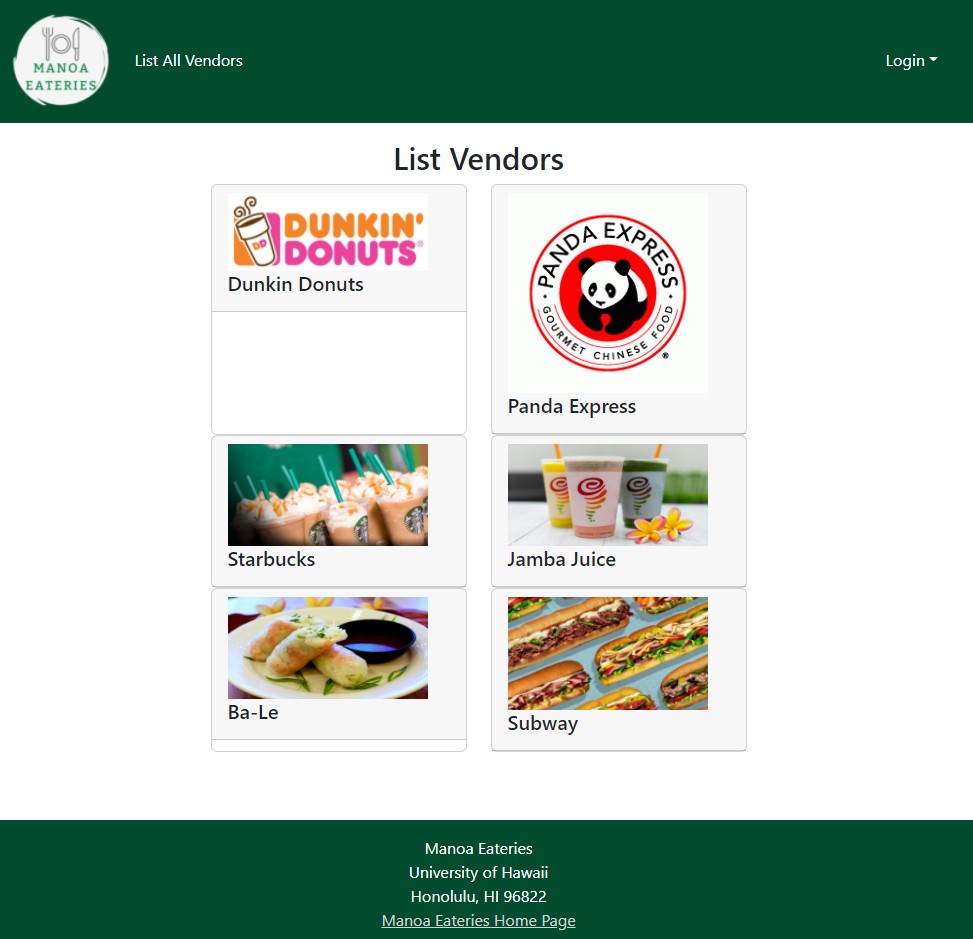 MANOA
EATERIES
List All Vendors
Login
List Vendors
DUNKIN'
DONUTS®
DD
Dunkin Donuts
PANDA EXPRESS
GOURMET CHINESE FOOD
®
Panda Express
Starbucks
Jamba Juice
Ba-Le
Subway
Manoa Eateries
University of Hawaii
Honolulu, HI 96822
Manoa Eateries Home Page